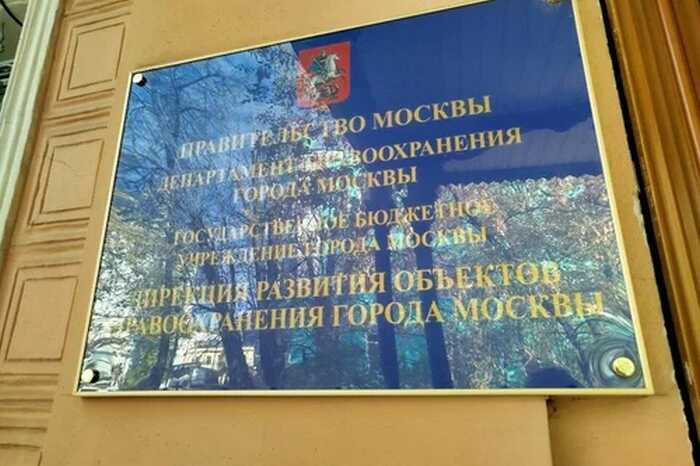 ПРАВИТЕЛЬСТВО МОСКВЫ
ДЕПАРТАМЕНТ ЗДРАВООХРАНЕНИЯ
ГОРОДА МОСКВЫ
ГОСУДАРСТВЕННОЕ БЮДЖЕТНОЕ
УЧРЕЖДЕНИЕ ГОРОДА МОСКВЫ
ДИРЕКЦИЯ РАЗВИТИЯ ОБЪЕКТОВ
ЗДРАВООХРАНЕНИЯ ГОРОДА МОСКВЫ